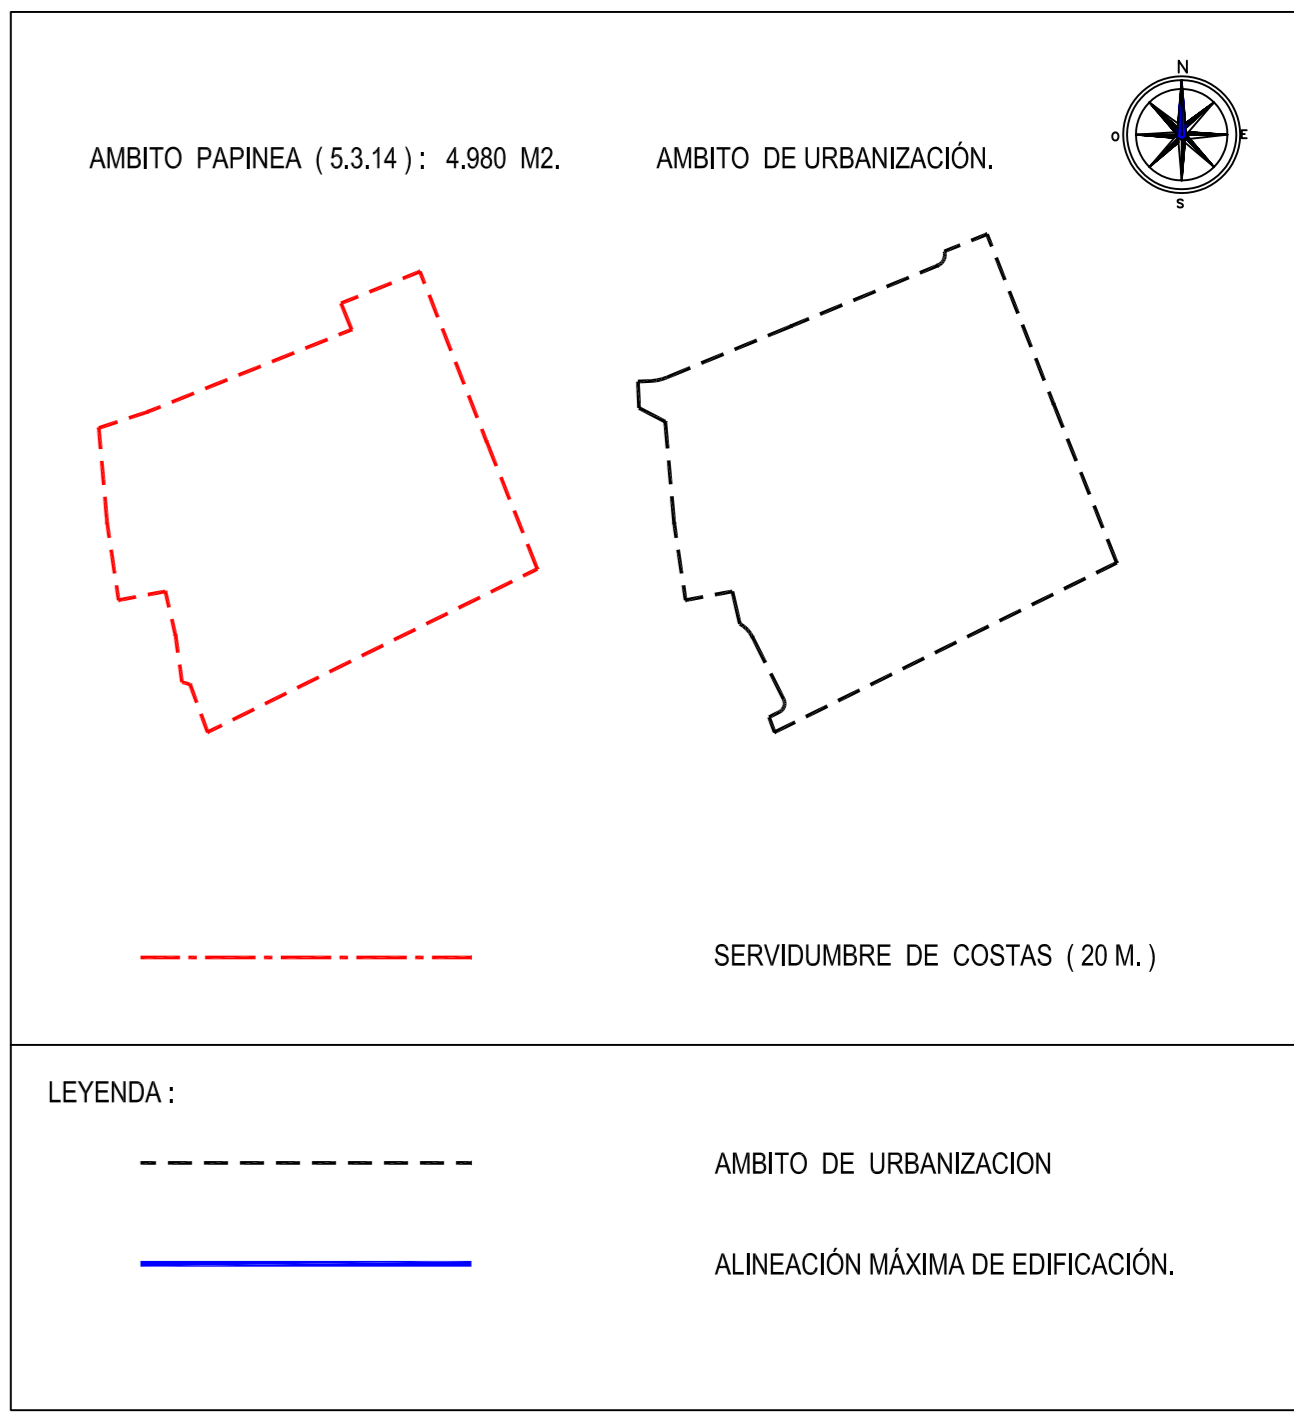 N
O
E
S
AMBITO PAPINEA ( 5.3.14 ) : 4.980 M2.
AMBITO DE URBANIZACIÓN.
SERVIDUMBRE DE COSTAS ( 20 M. )
LEYENDA :
AMBITO DE URBANIZACION
ALINEACIÓN MÁXIMA DE EDIFICACIÓN.